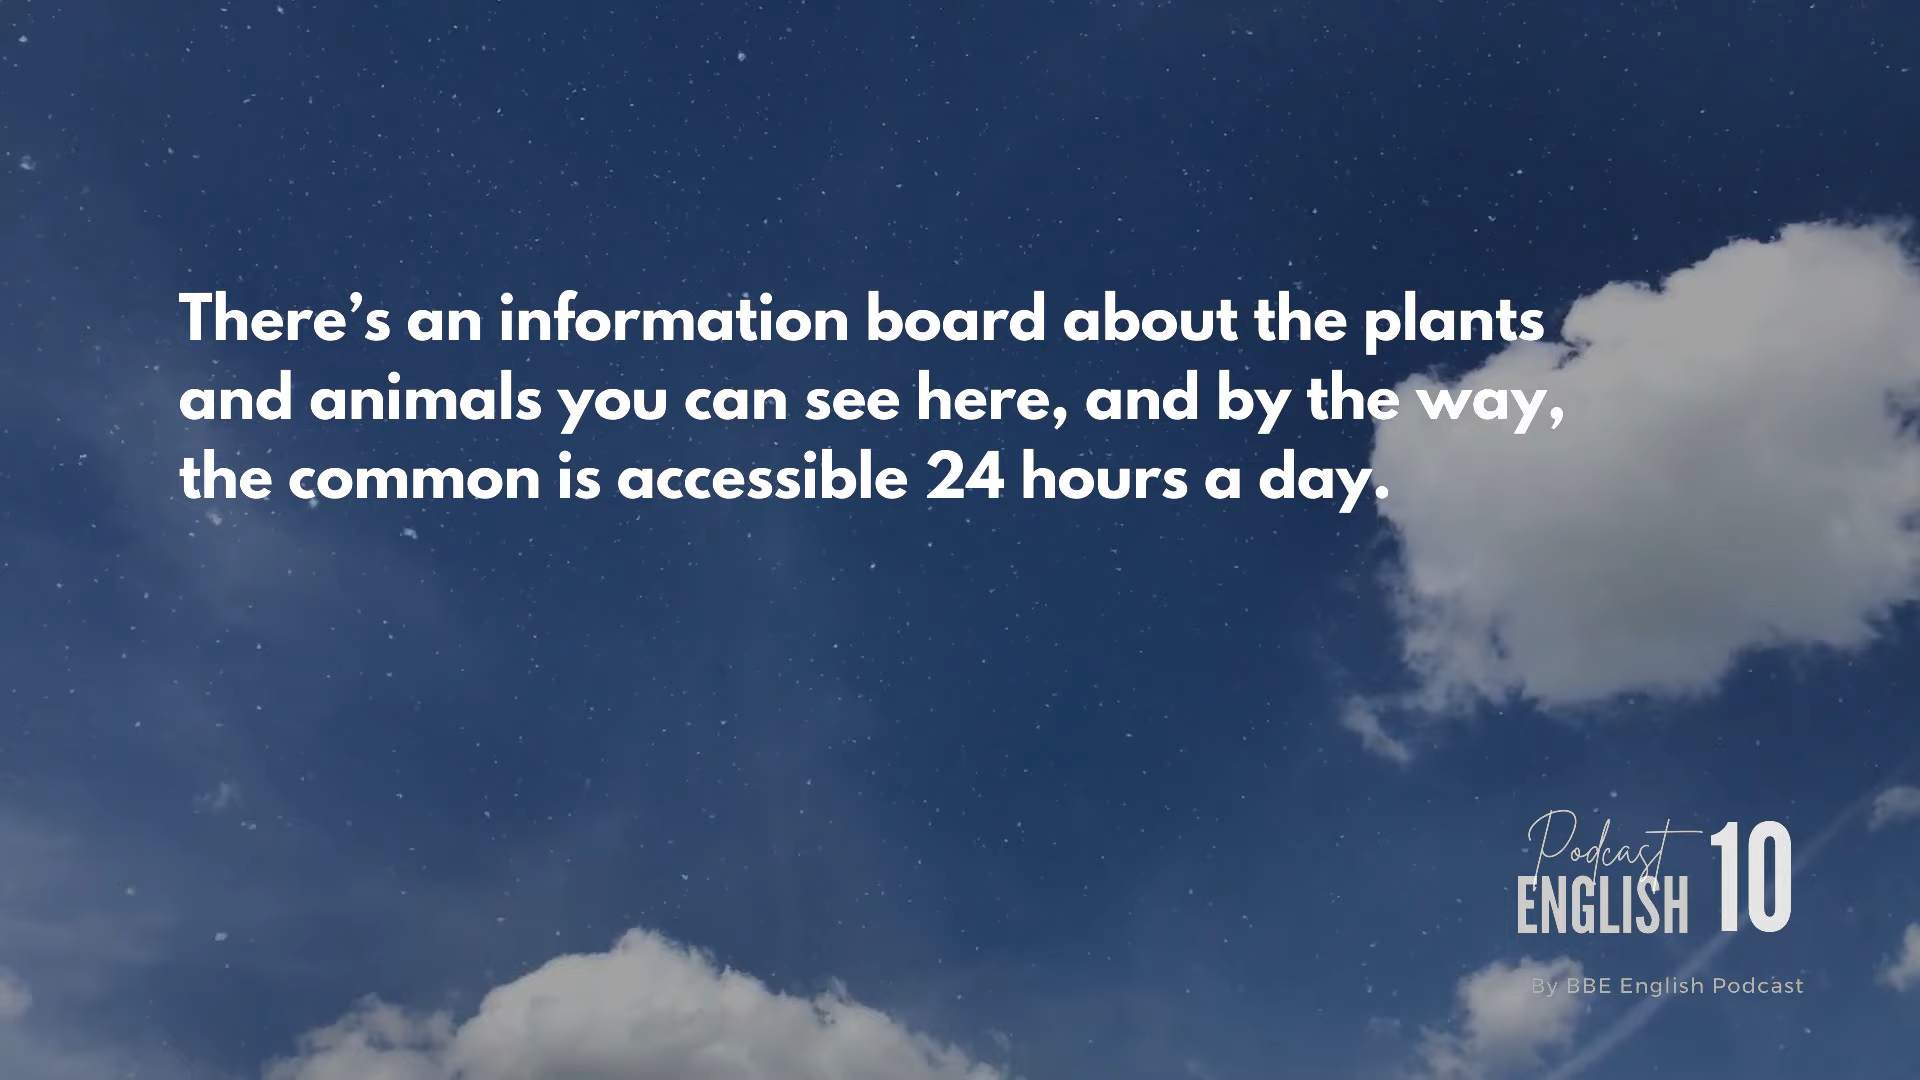 There’s an information board about the plants
and animals you can see here, and by the way,
the common is accessible 24 hours a day.
Podcast
ENGLISH 10
By BBE English Podcast